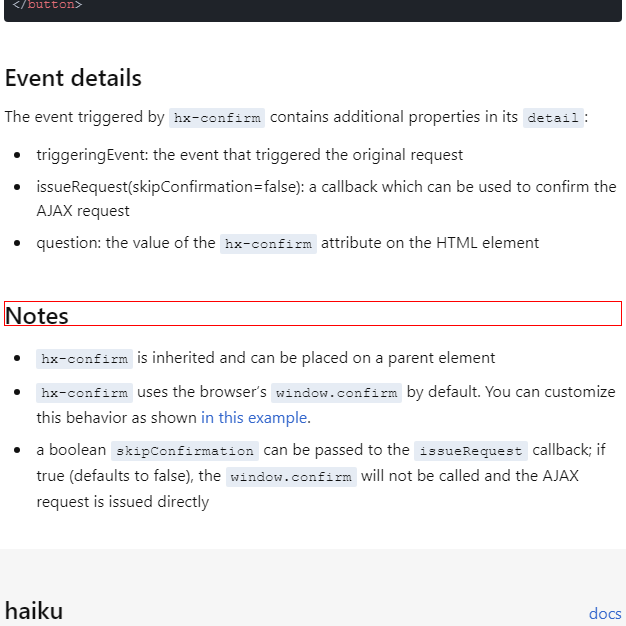 </button>
Event details
The event triggered by hx-confirm contains additional properties in its detail:
triggeringEvent: the event that triggered the original request
issueRequest(skipConfirmation=false): a callback which can be used to confirm the
AJAX request
question: the value of the hx-confirm attribute on the HTML element
Notes
hx-confirm is inherited and can be placed on a parent element
hx-confirm uses the browser’s window.confirm by default. You can customize
this behavior as shown in this example.
a boolean skipConfirmation can be passed to the issueRequest callback; if
true (defaults to false), the window.confirm will not be called and the AJAX
request is issued directly
haiku
docs